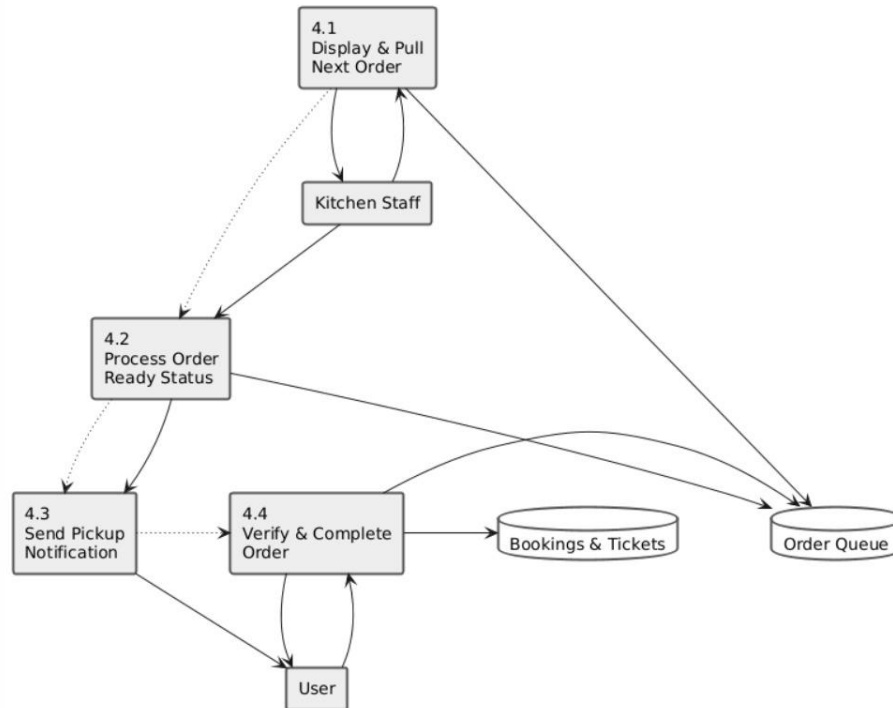 4.1
Display & Pull
Next Order
Kitchen Staff
4.2
Process Order
Ready Status
4.3
Send Pickup
Notification
4.4
Verify & Complete
Order
Bookings & Tickets
Order Queue
User